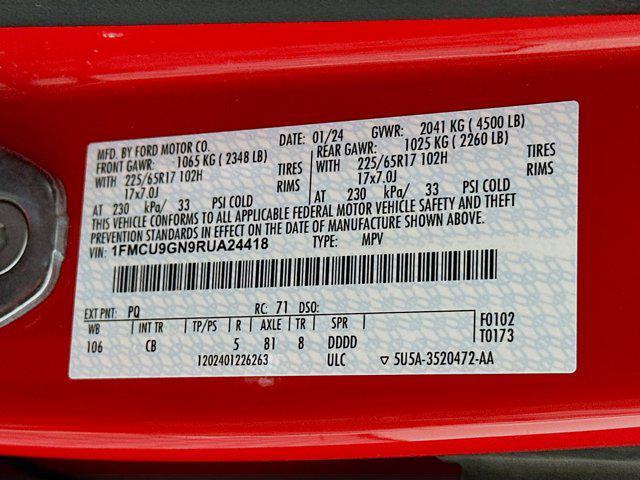 MFD. BY FORD MOTOR CO. DATE: 01/24 GVWR: 2041 KG ( 4500 LB)
FRONT GAWR: 1065 KG ( 2348 LB) REAR GAWR: 1025 KG ( 2260 LB)
WITH 225/65R17 102H TIRES WITH 225/65R17 102H TIRES
17x7.0J RIMS 17x7.0J RIMS
AT 230 kPa/ 33 PSI COLD AT 230 kPa/ 33 PSI COLD
THIS VEHICLE CONFORMS TO ALL APPLICABLE FEDERAL MOTOR VEHICLE SAFETY AND THEFT
PREVENTION STANDARDS IN EFFECT ON THE DATE OF MANUFACTURE SHOWN ABOVE.
VIN: 1FMCU9GN9RUA24418 TYPE: MPV
EXT PNT: PQ RC: 71 DSO:
WB INT TR TP/PS R AXLE TR SPR F0102
106 CB 5 81 8 DDDD T0173
1202401226263 ULC ▽ 5U5A-3520472-AA